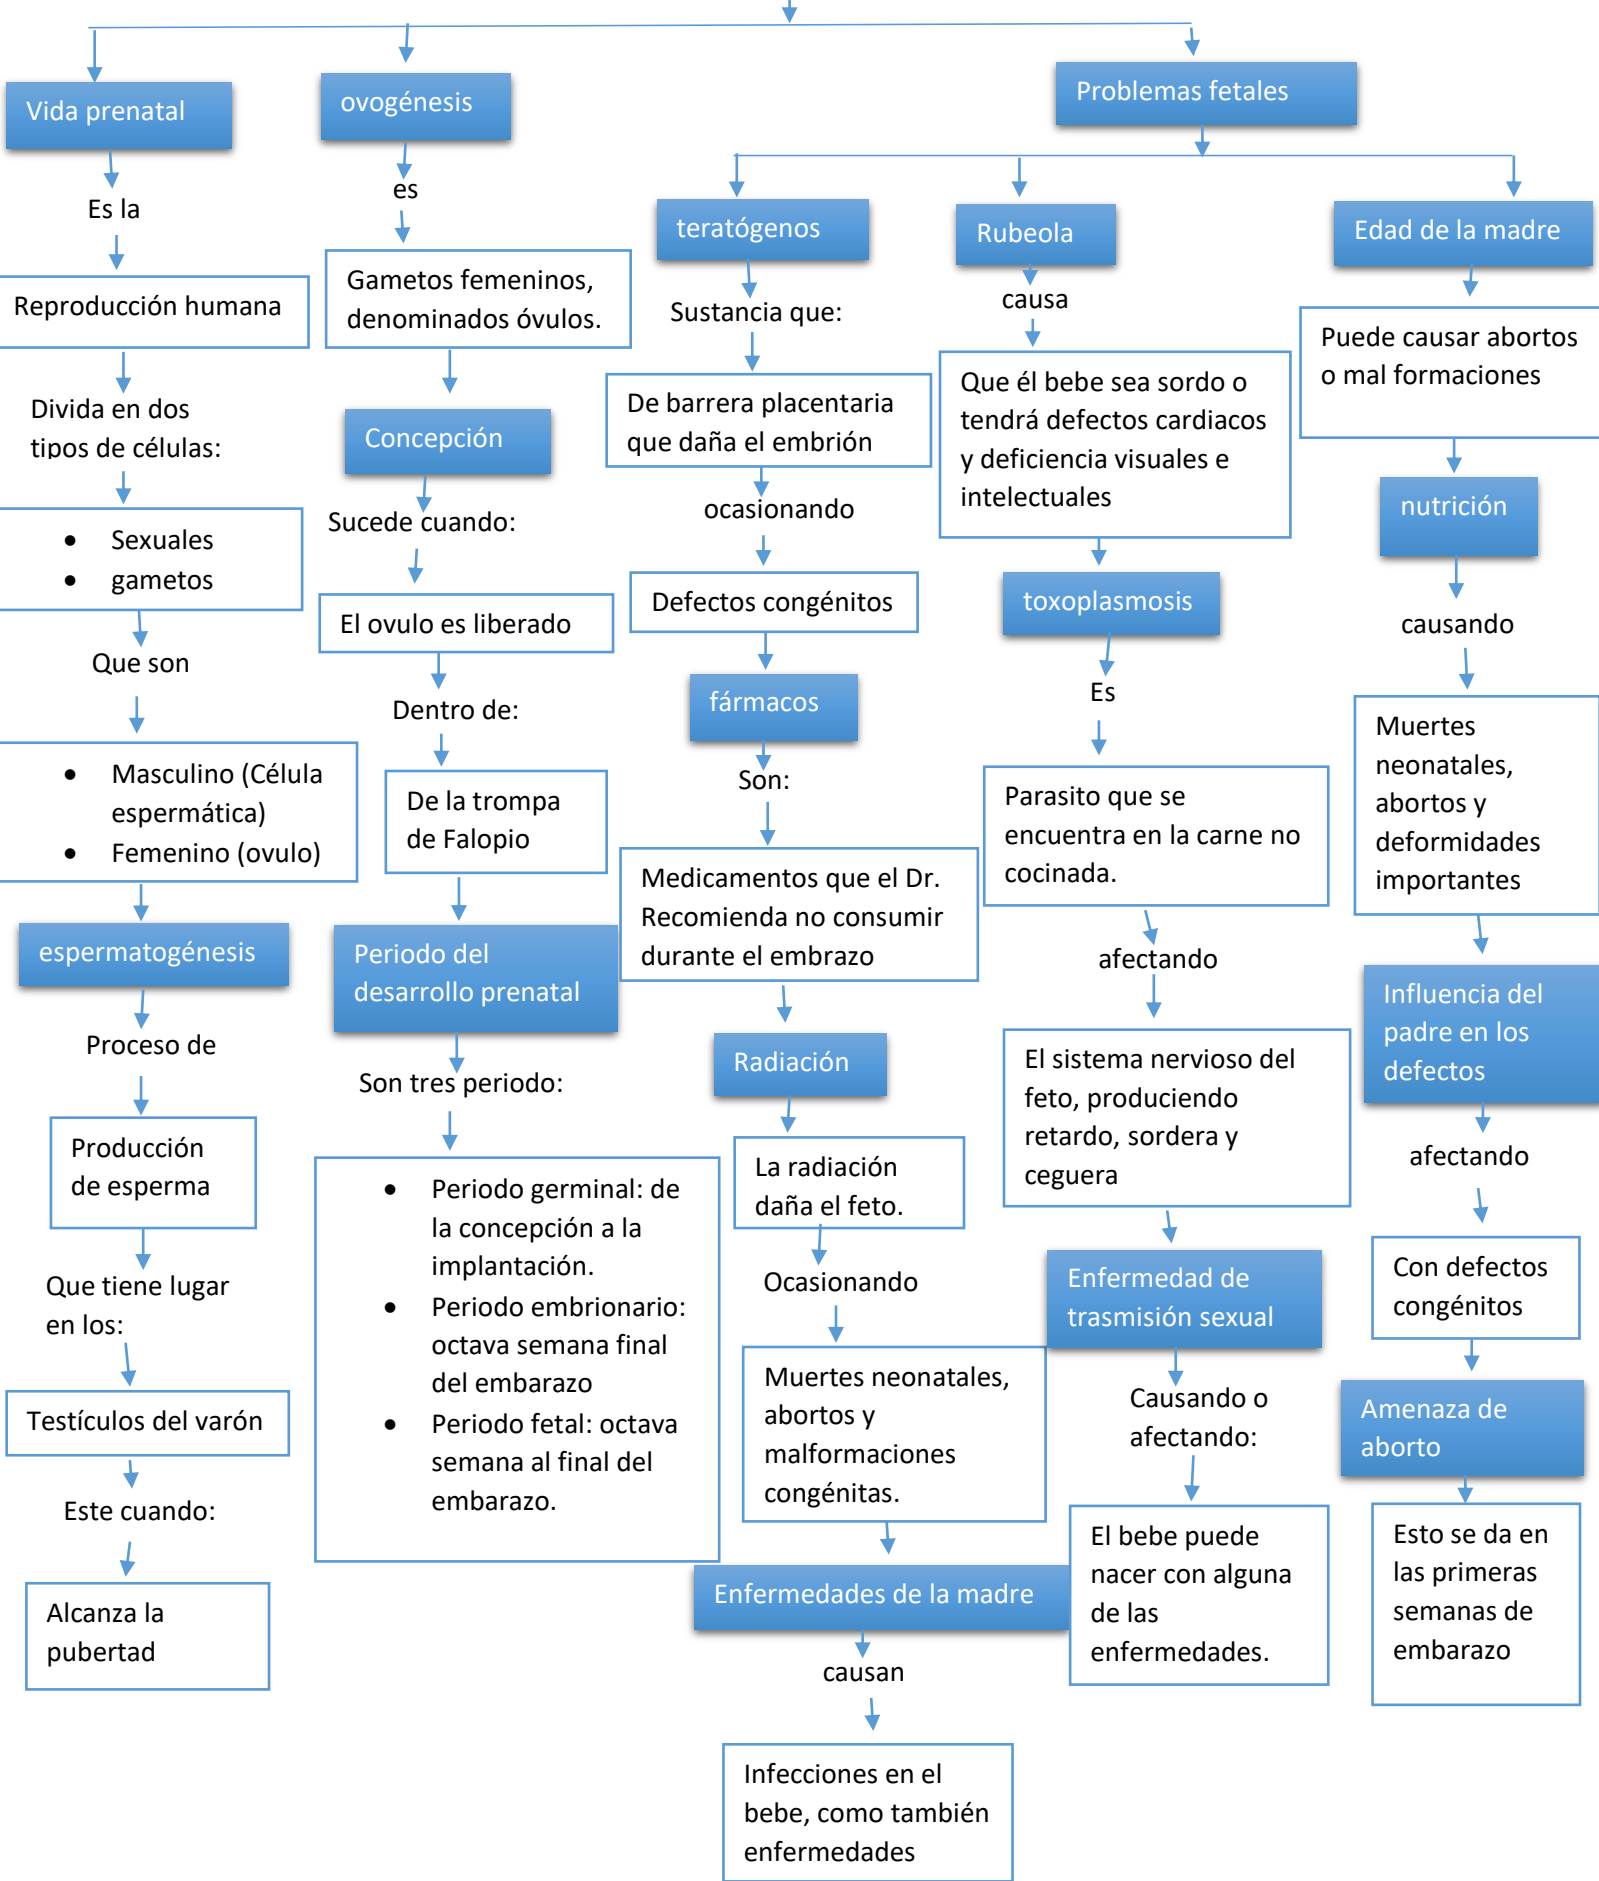 Vida prenatal
Es la
Reproducción humana
Divida en dos
tipos de células:
• Sexuales
• gametos
Que son
• Masculino (Célula
espermática)
• Femenino (ovulo)
espermatogénesis
Proceso de
Producción
de esperma
Que tiene lugar
en los:
Testículos del varón
Este cuando:
Alcanza la
pubertad
ovogénesis
es
Gametos femeninos,
denominados óvulos.
Concepción
Sucede cuando:
El ovulo es liberado
Dentro de:
De la trompa
de Falopio
Periodo del
desarrollo prenatal
Son tres periodo:
• Periodo germinal: de
la concepción a la
implantación.
• Periodo embrionario:
octava semana final
del embarazo
• Periodo fetal: octava
semana al final del
embarazo.
Problemas fetales
teratógenos
Sustancia que:
De barrera placentaria
que daña el embrión
ocasionando
Defectos congénitos
fármacos
Son:
Medicamentos que el Dr.
Recomienda no consumir
durante el embrazo
Radiación
La radiación
daña el feto.
Ocasionando
Muertes neonatales,
abortos y
malformaciones
congénitas.
Enfermedades de la madre
causan
Infecciones en el
bebe, como también
enfermedades
Rubeola
causa
Que él bebe sea sordo o
tendrá defectos cardiacos
y deficiencia visuales e
intelectuales
toxoplasmosis
Es
Parasito que se
encuentra en la carne no
cocinada.
afectando
El sistema nervioso del
feto, produciendo
retardo, sordera y
ceguera
Enfermedad de
trasmisión sexual
Causando o
afectando:
El bebe puede
nacer con alguna
de las
enfermedades.
Edad de la madre
Puede causar abortos
o mal formaciones
nutrición
causando
Muertes
neonatales,
abortos y
deformidades
importantes
Influencia del
padre en los
defectos
afectando
Con defectos
congénitos
Amenaza de
aborto
Esto se da en
las primeras
semanas de
embarazo